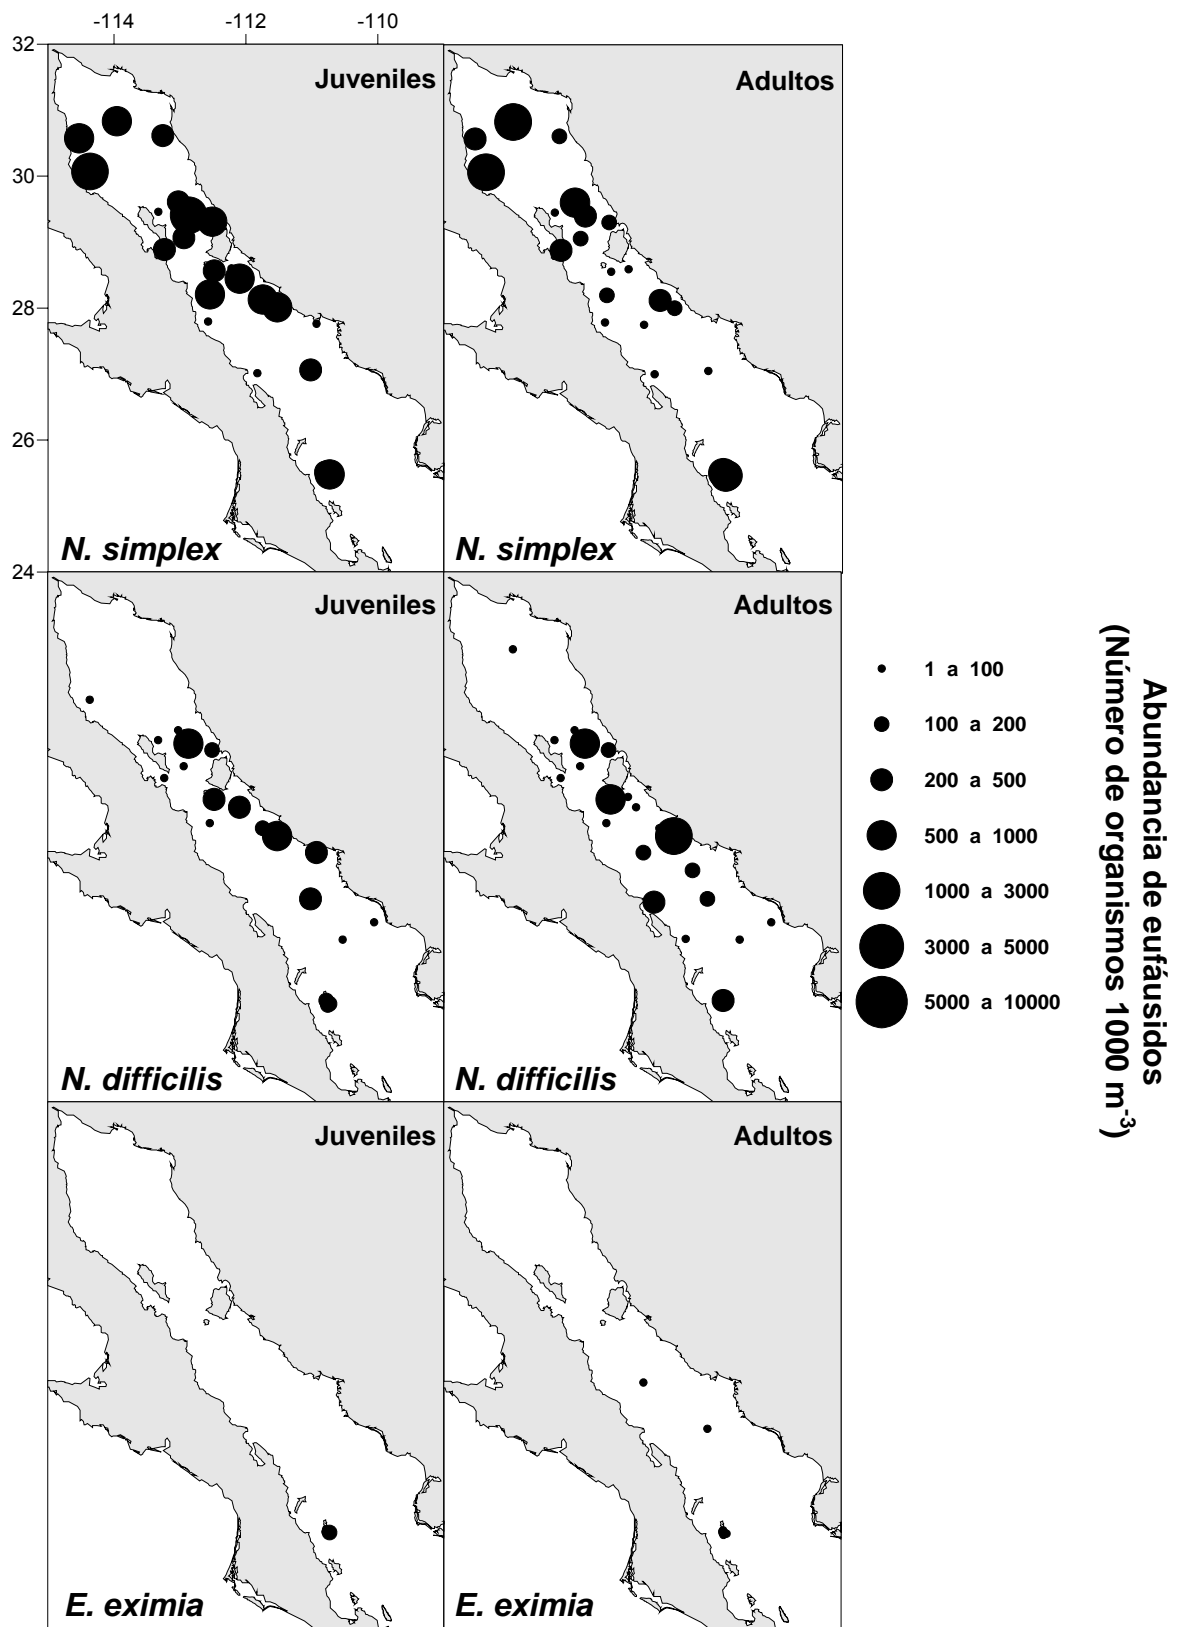 -114 -112 -110
32
30
28
26
24
Juveniles
Adultos
N. simplex
N. simplex
Juveniles
Adultos
N. difficilis
N. difficilis
Juveniles
Adultos
E. eximia
E. eximia
1 a 100
100 a 200
200 a 500
500 a 1000
1000 a 3000
3000 a 5000
5000 a 10000
Abundancia de eufáusidos
(Número de organismos 1000 m⁻³)